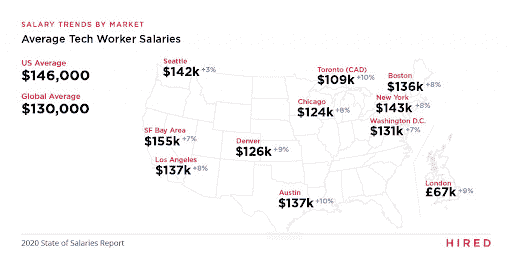 SALARY TRENDS BY MARKET
Average Tech Worker Salaries
US Average
$146,000
Global Average
$130,000
Seattle
$142k +3%
Toronto (CAD)
$109k +10%
Boston
$136k +8%
Chicago
$124k +8%
New York
$143k +8%
Washington D.C.
$131k +7%
SF Bay Area
$155k +7%
Denver
$126k +9%
Los Angeles
$137k +8%
Austin
$137k +10%
London
£67k +9%
2020 State of Salaries Report
HIRED